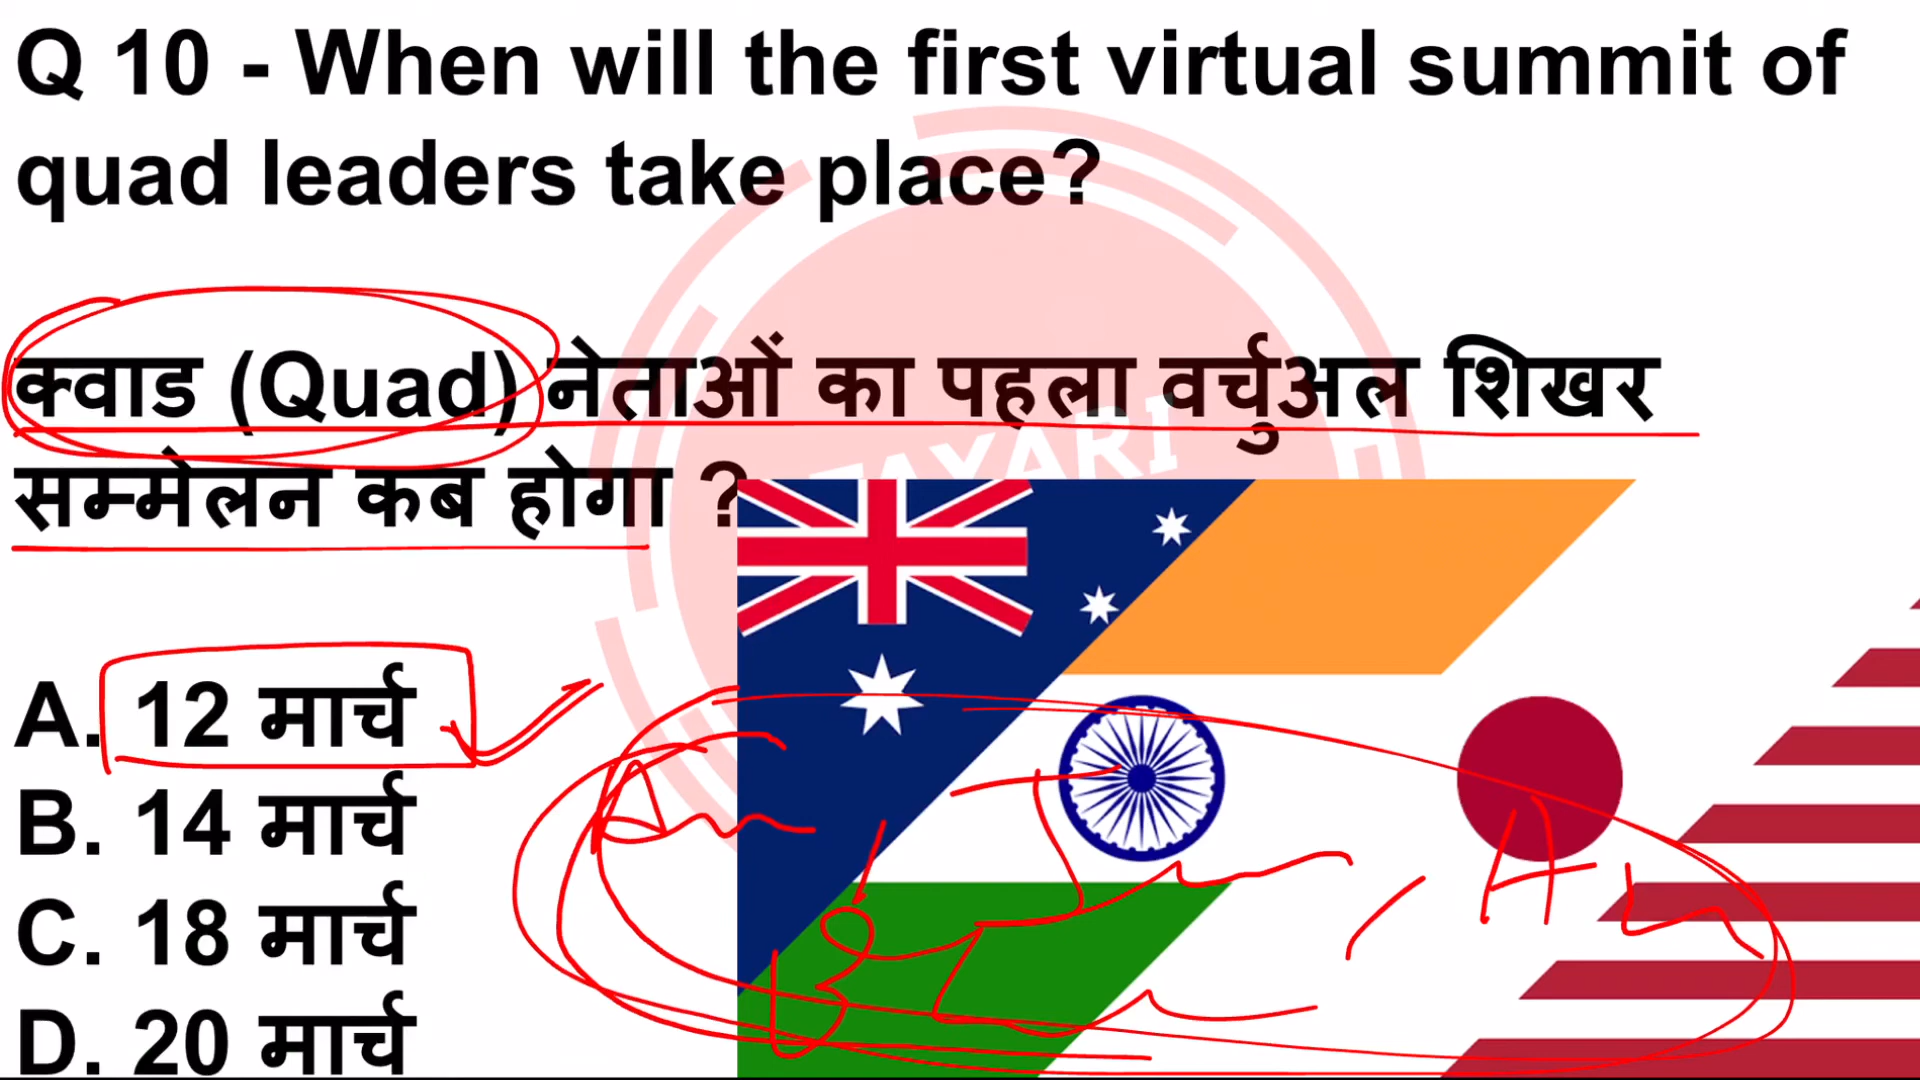 Q 10 - When will the first virtual summit of
quad leaders take place?
क्वाड (Quad) नेताओं का पहला वर्चुअल शिखर
सम्मेलन कब होगा ?
TAYARI
A. 12 मार्च
B. 14 मार्च
C. 18 मार्च
D. 20 मार्च